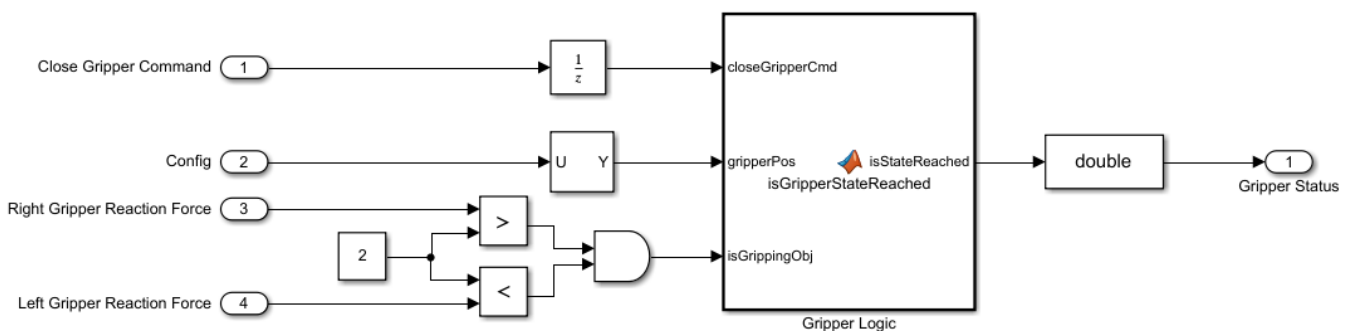 Close Gripper Command
1
1
z
closeGripperCmd
Config
2
U Y
gripperPos
isStateReached
isGripperStateReached
double
1
Gripper Status
Right Gripper Reaction Force
3
>
2
isGrippingObj
<
Left Gripper Reaction Force
4
Gripper Logic